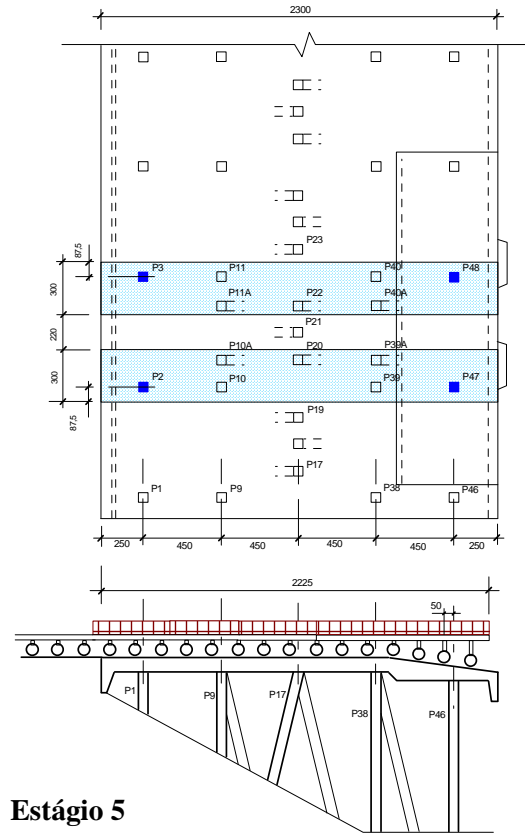 2300
P23
87,5
P3 P11 P40 P48
300
P11A P22 P40A
220
P21
P10A P20 P39A
300
P2 P10 P39 P47
87,5
P19
P17
P1 P9 P38 P46
250 450 450 450 450 250
2225
50
P1 P9 P17 P38 P46
Estágio 5